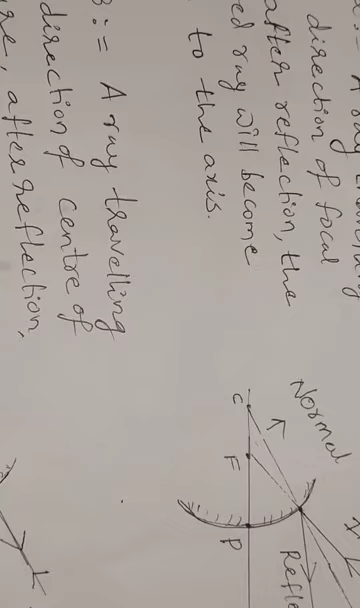 direction of focal
after reflection, the
ed ray will become
to the axis.
:= A ray travelling
direction of centre of
re, after reflection,
Normal
C
F
P
Refle